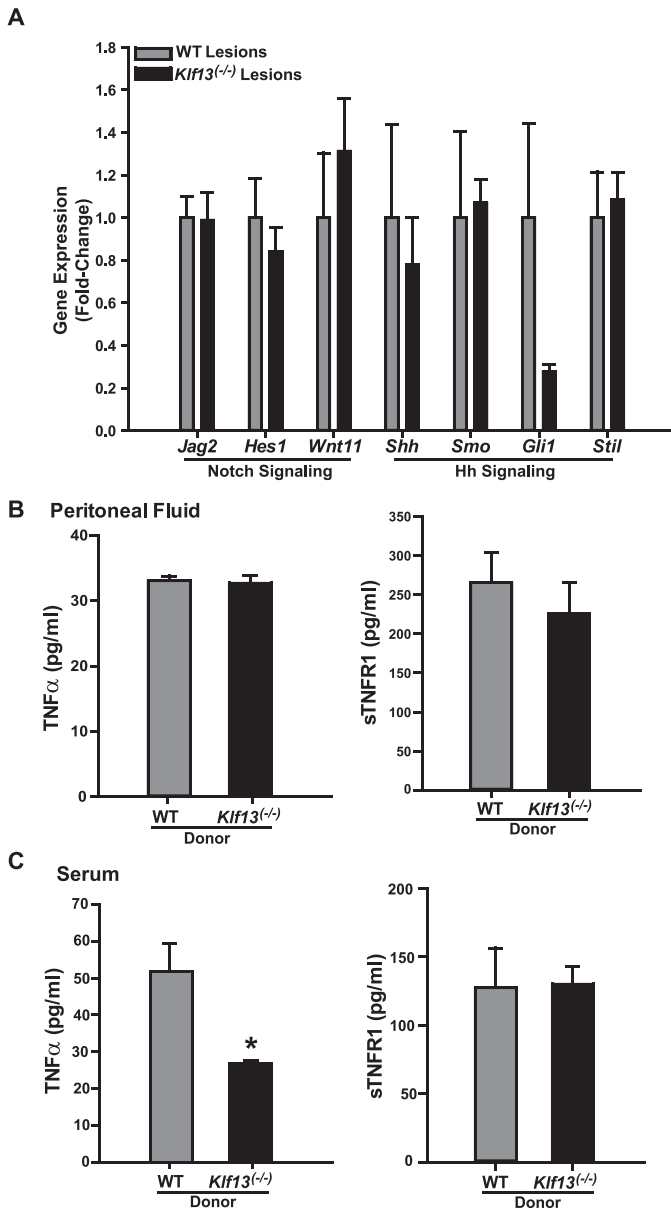 A
WT Lesions
Klf13(-/-) Lesions
Gene Expression
(Fold-Change)
1.8
1.6
1.4
1.2
1.0
0.8
0.6
0.4
0.2
0.0
Jag2 Hes1 Wnt11 Shh Smo Gli1 Stil
Notch Signaling Hh Signaling
B Peritoneal Fluid
TNFα (pg/ml)
40
30
20
10
0
WT Klf13(-/-)
Donor
sTNFR1 (pg/ml)
350
300
250
200
150
100
50
0
WT Klf13(-/-)
Donor
C Serum
TNFα (pg/ml)
70
60
50
40
30
20
10
0
*
WT Klf13(-/-)
Donor
sTNFR1 (pg/ml)
200
150
100
50
0
WT Klf13(-/-)
Donor